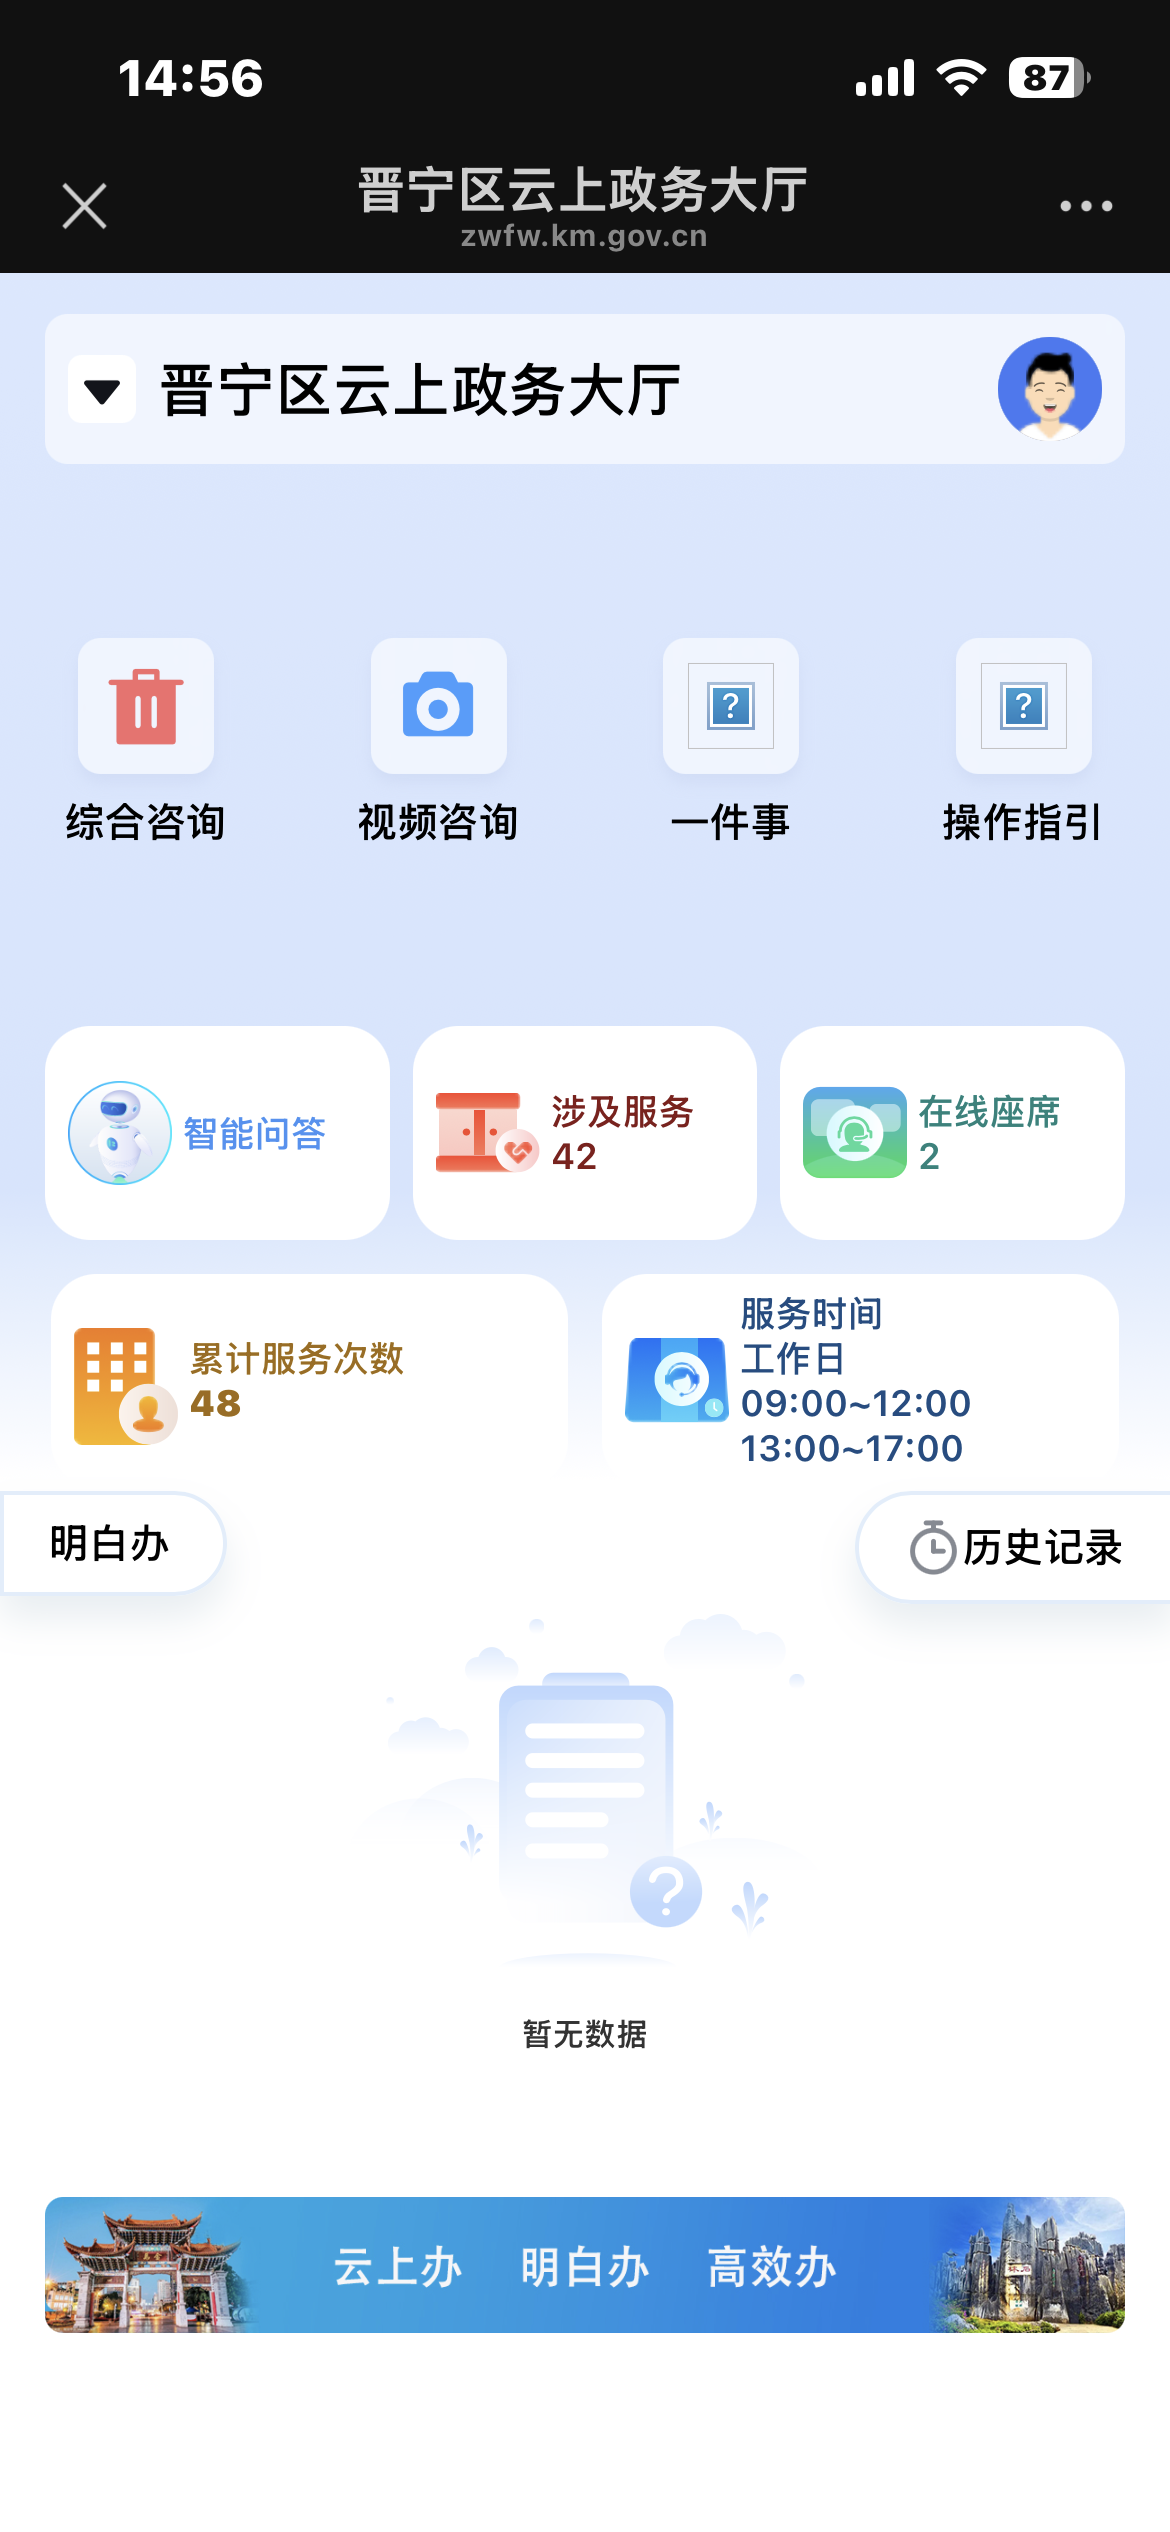 14:56
87
晋宁区云上政务大厅
zwfw.km.gov.cn
晋宁区云上政务大厅
综合咨询
视频咨询
一件事
操作指引
智能问答
涉及服务
42
在线座席
2
累计服务次数
48
服务时间
工作日
09:00~12:00
13:00~17:00
明白办
历史记录
暂无数据
云上办 明白办 高效办